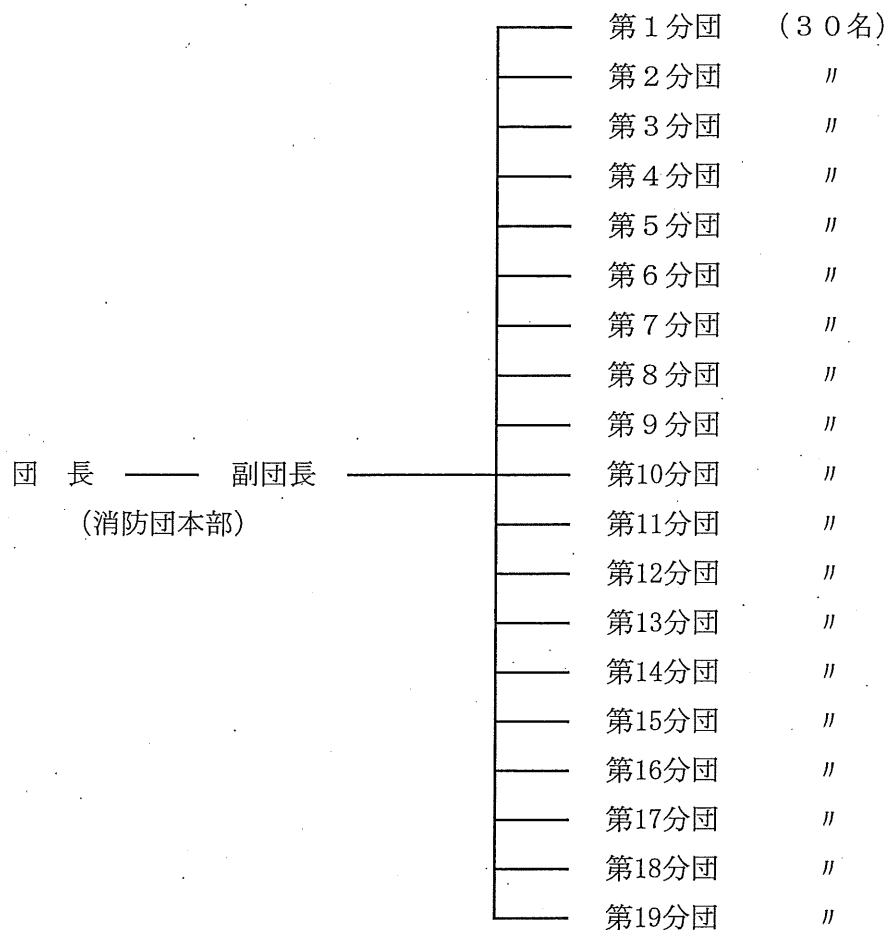 第１分団 （３０名）
第２分団 〃
第３分団 〃
第４分団 〃
第５分団 〃
第６分団 〃
第７分団 〃
第８分団 〃
第９分団 〃
団　長 副団長 第10分団 〃
（消防団本部） 第11分団 〃
第12分団 〃
第13分団 〃
第14分団 〃
第15分団 〃
第16分団 〃
第17分団 〃
第18分団 〃
第19分団 〃